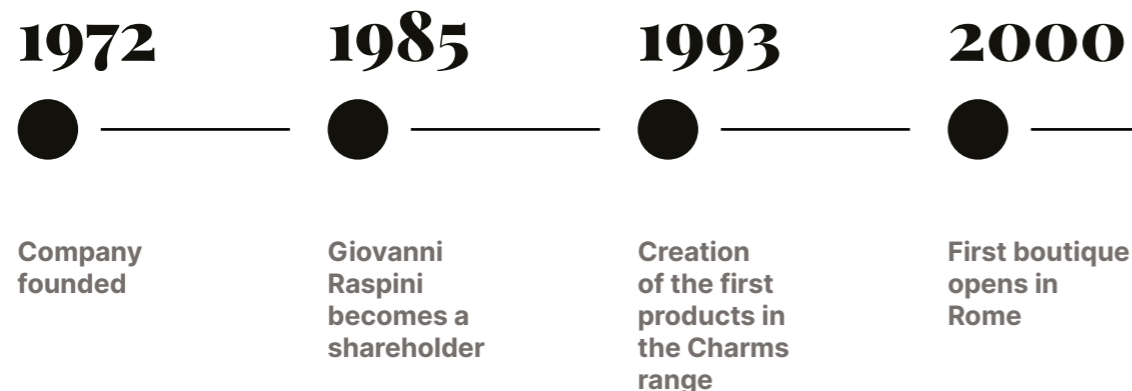 1972
1985
1993
2000
Company
founded
Giovanni
Raspini
becomes a
shareholder
Creation
of the first
products in
the Charms
range
First boutique
opens in
Rome